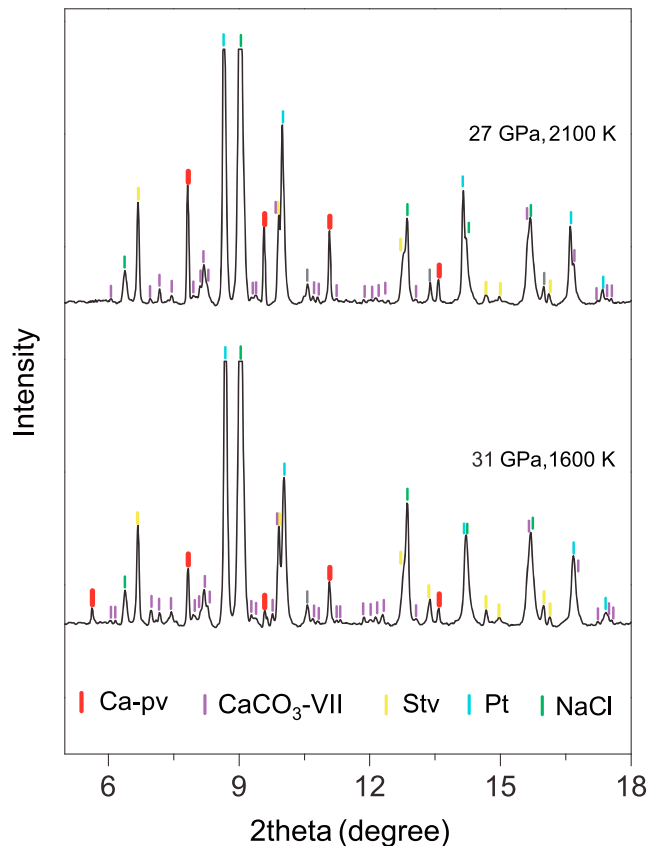 27 GPa, 2100 K
Intensity
31 GPa, 1600 K
Ca-pv CaCO₃-VII Stv Pt NaCl
6 9 12 15 18
2theta (degree)